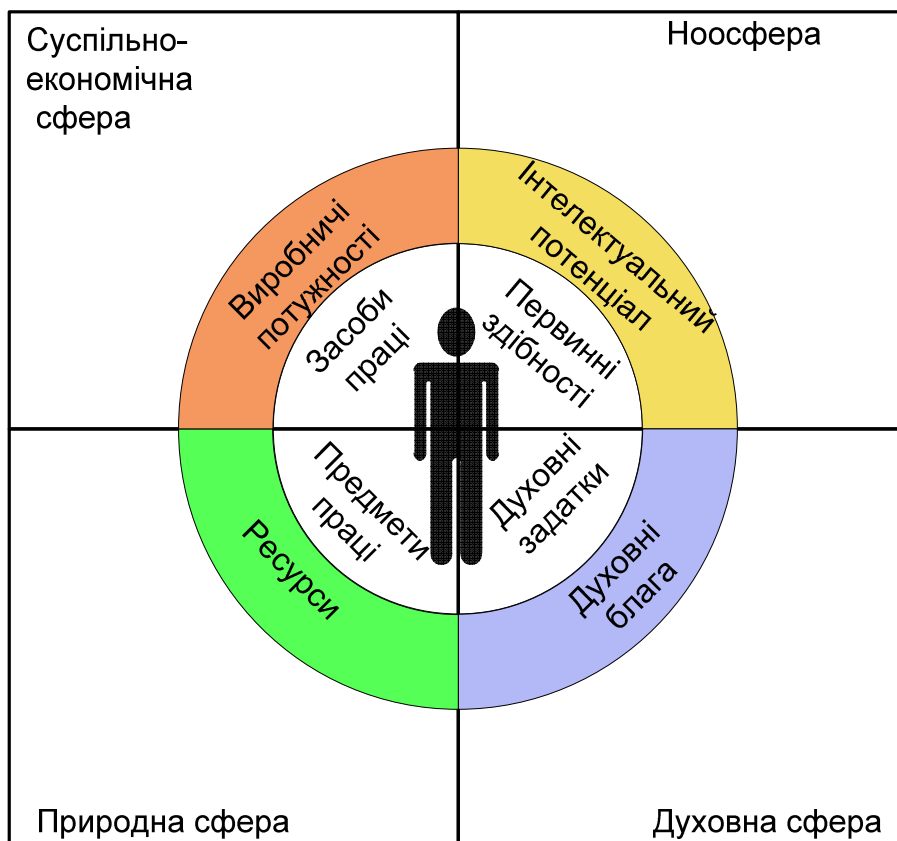 Суспільно-
економічна
сфера
Ноосфера
Виробничі
потужності
Інтелектуальний
потенціал
Засоби
праці
Первинні
здібності
Предмети
праці
Духовні
задатки
Ресурси
Духовні
блага
Природна сфера
Духовна сфера